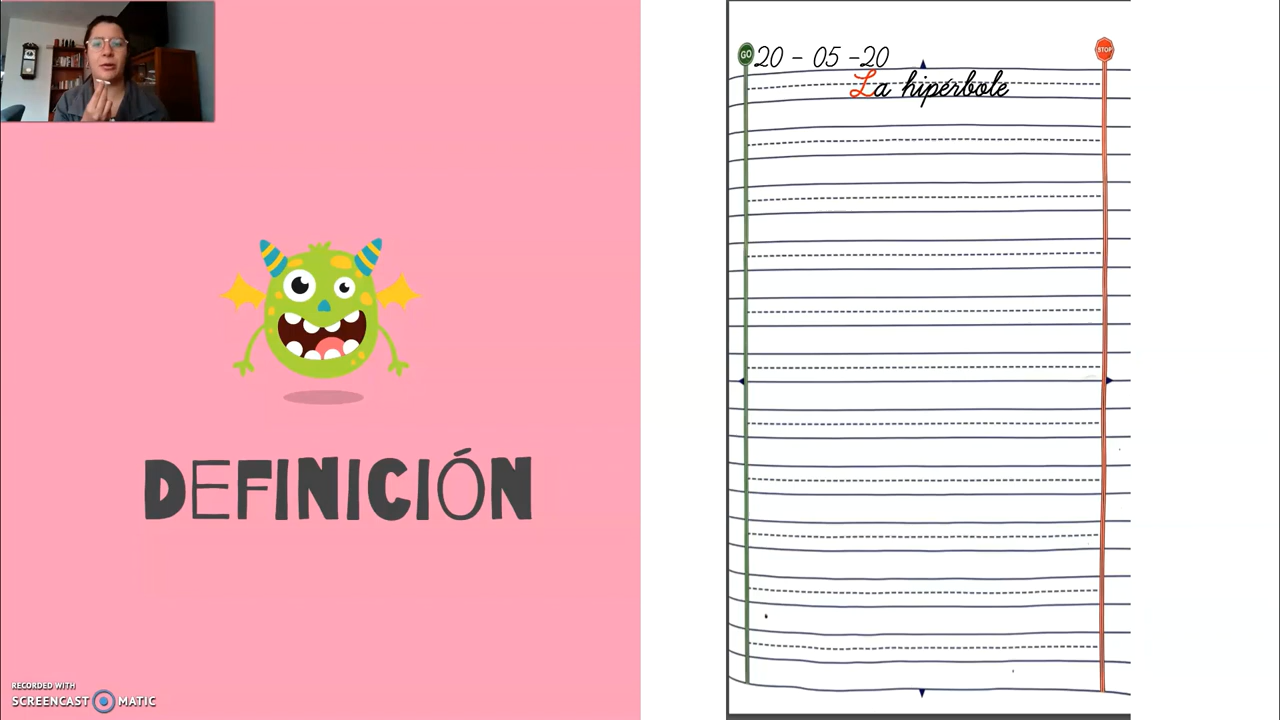 DEFINICIÓN
RECORDED WITH
SCREENCAST MATIC
GO
STOP
20 - 05 -20
La hipérbole